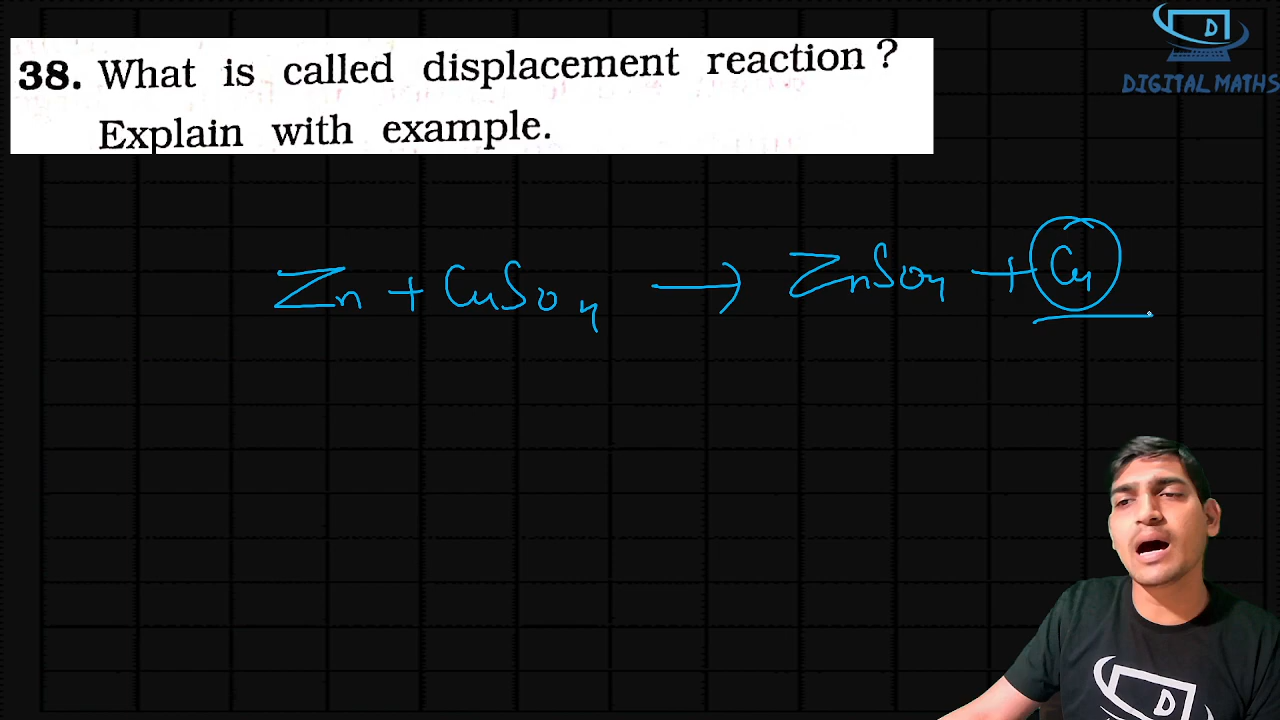 38. What is called displacement reaction ?
Explain with example.
Zn + CuSO4 → ZnSO4 + Cu
D
DIGITAL MATHS
D